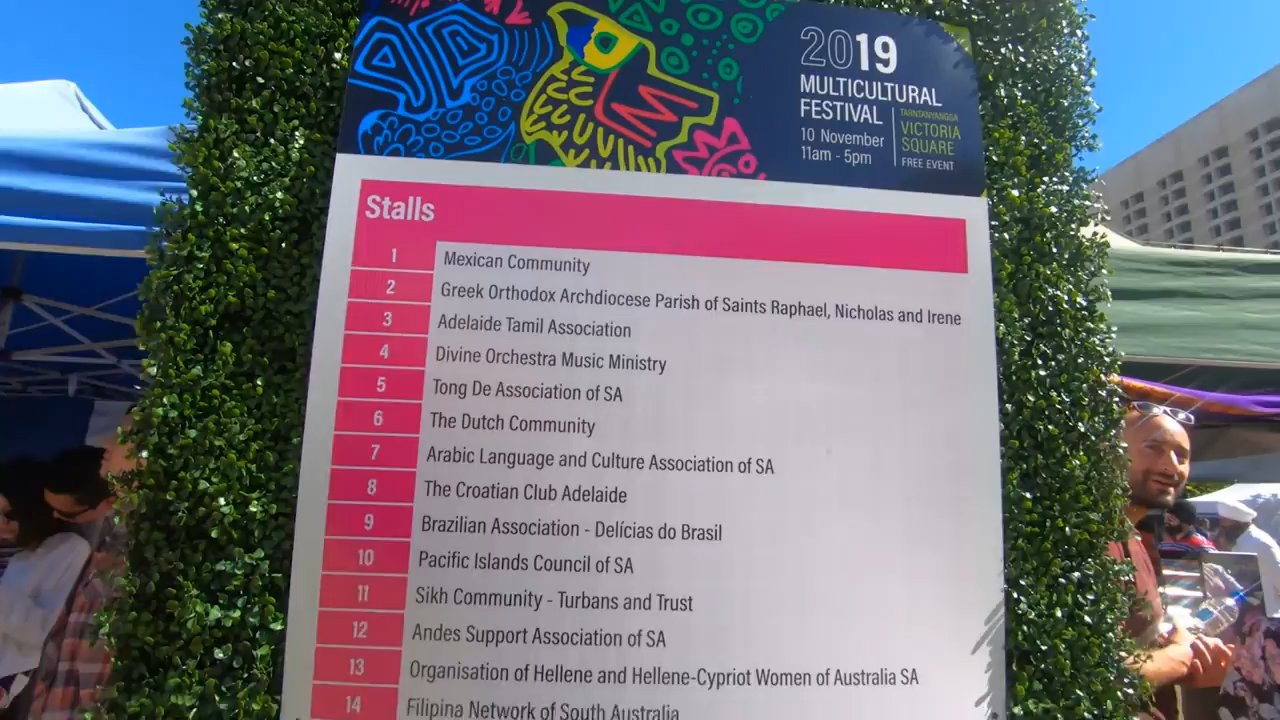 2019
MULTICULTURAL
FESTIVAL
10 November
11am - 5pm
TARNTANYANGGA
VICTORIA
SQUARE
FREE EVENT
Stalls
1 Mexican Community
2 Greek Orthodox Archdiocese Parish of Saints Raphael, Nicholas and Irene
3 Adelaide Tamil Association
4 Divine Orchestra Music Ministry
5 Tong De Association of SA
6 The Dutch Community
7 Arabic Language and Culture Association of SA
8 The Croatian Club Adelaide
9 Brazilian Association - Delícias do Brasil
10 Pacific Islands Council of SA
11 Sikh Community - Turbans and Trust
12 Andes Support Association of SA
13 Organisation of Hellene and Hellene-Cypriot Women of Australia SA
14 Filipina Network of South Australia